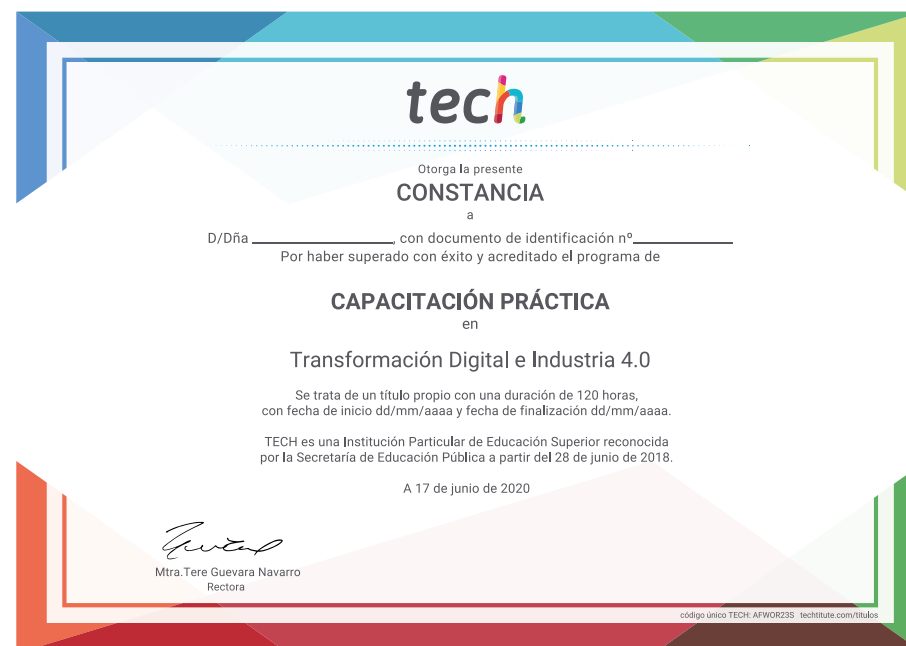 tech
Otorga la presente
CONSTANCIA
a
D/Dña ____________________, con documento de identificación nº______________
Por haber superado con éxito y acreditado el programa de
CAPACITACIÓN PRÁCTICA
en
Transformación Digital e Industria 4.0
Se trata de un título propio con una duración de 120 horas,
con fecha de inicio dd/mm/aaaa y fecha de finalización dd/mm/aaaa.
TECH es una Institución Particular de Educación Superior reconocida
por la Secretaría de Educación Pública a partir del 28 de junio de 2018.
A 17 de junio de 2020
Mtra.Tere Guevara Navarro
Rectora
código único TECH: AFWOR23S techtitute.com/titulos